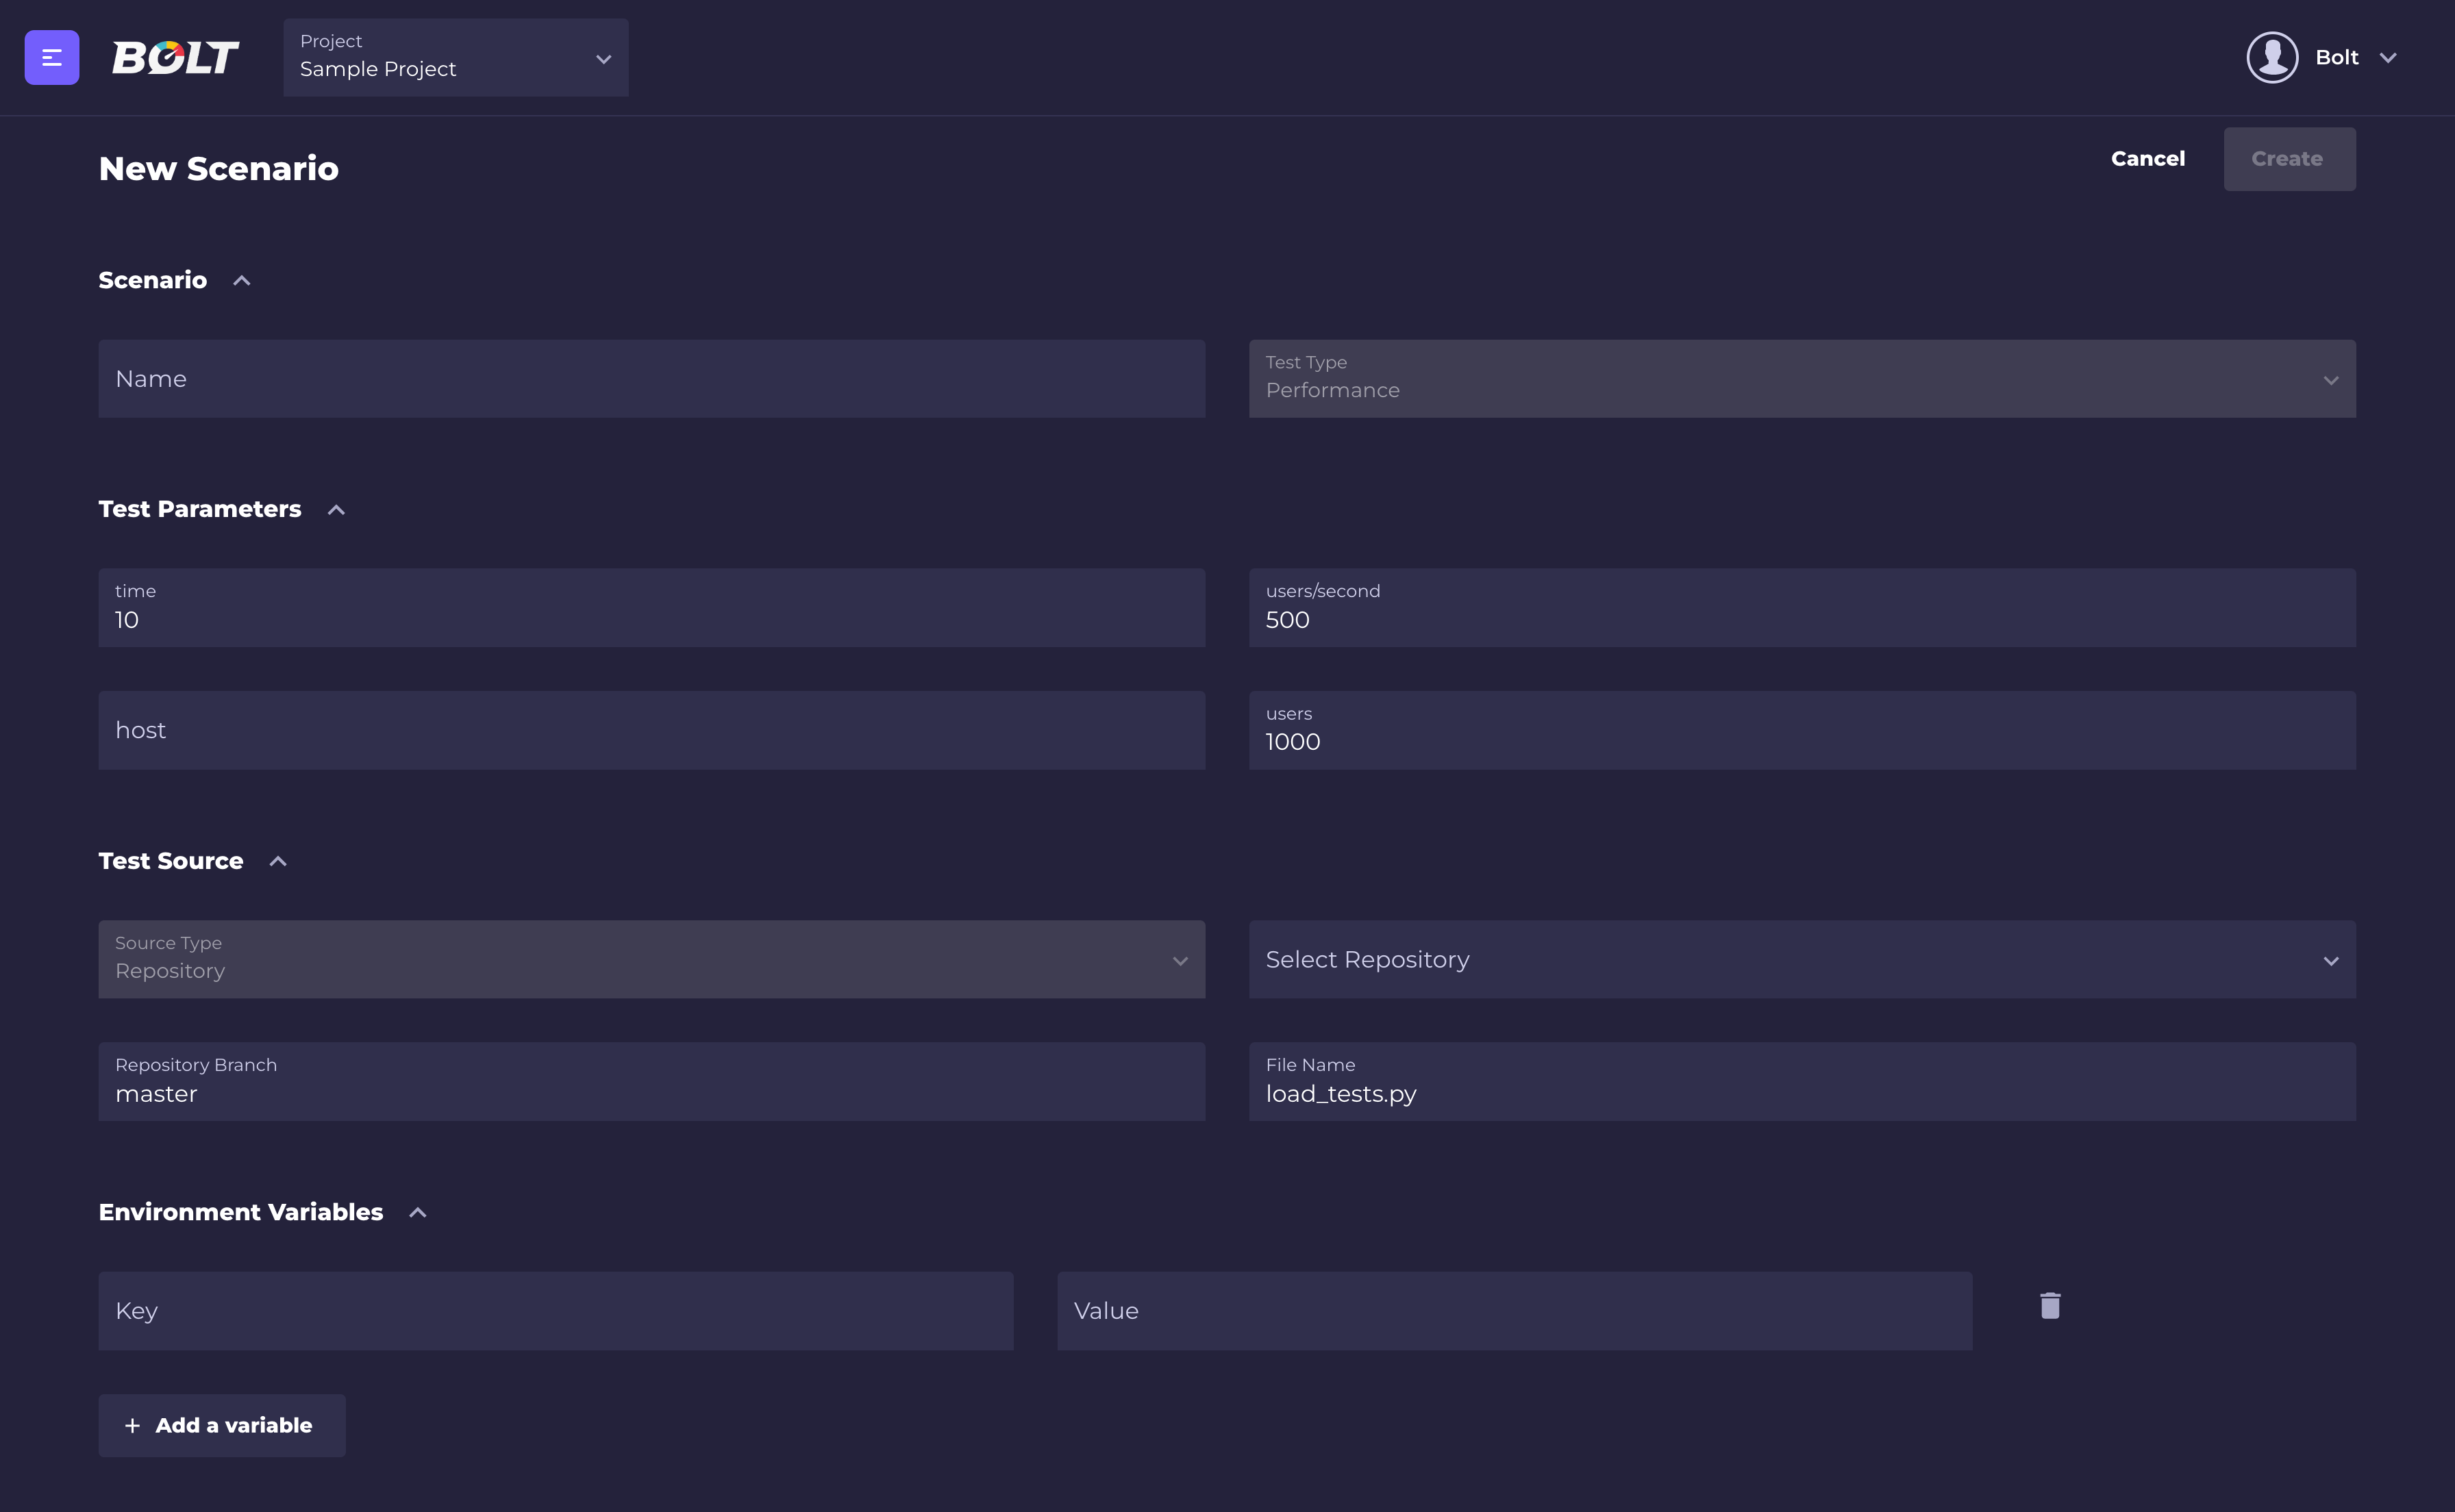 BOLT
Project
Sample Project
Bolt
New Scenario
Cancel
Create
Scenario
Name
Test Type
Performance
Test Parameters
time
10
users/second
500
host
users
1000
Test Source
Source Type
Repository
Select Repository
Repository Branch
master
File Name
load_tests.py
Environment Variables
Key
Value
+ Add a variable